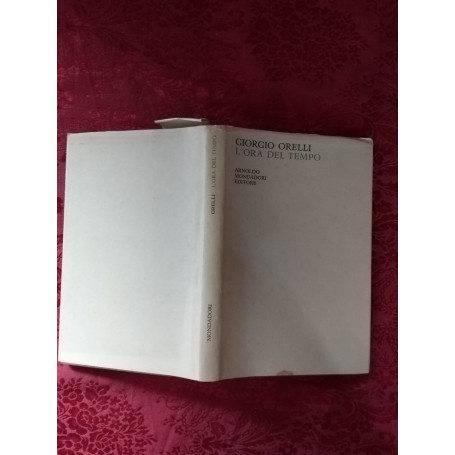 GIORGIO ORELLI
L'ORA DEL TEMPO
ARNOLDO
MONDADORI
EDITORE
ORELLI L'ORA DEL TEMPO
MONDADORI